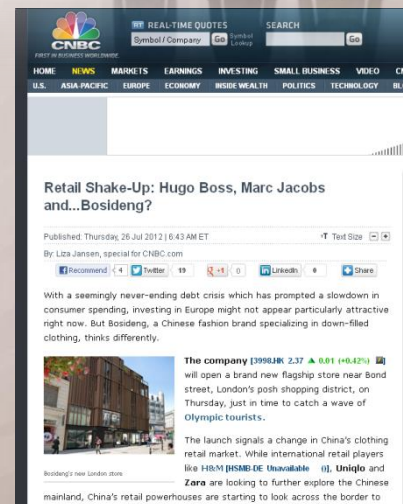 CNBC
FIRST IN BUSINESS WORLDWIDE
RT REAL-TIME QUOTES
Symbol / Company Go Symbol Lookup
SEARCH
Go
HOME NEWS MARKETS EARNINGS INVESTING SMALL BUSINESS VIDEO
U.S. ASIA-PACIFIC EUROPE ECONOMY INSIDE WEALTH POLITICS TECHNOLOGY
Retail Shake-Up: Hugo Boss, Marc Jacobs
and...Bosideng?
Published: Thursday, 26 Jul 2012 | 6:43 AM ET
Text Size
By: Liza Jansen, special for CNBC.com
Recommend 4 Twitter 19 +1 0 LinkedIn 0 Share
With a seemingly never-ending debt crisis which has prompted a slowdown in
consumer spending, investing in Europe might not appear particularly attractive
right now. But Bosideng, a Chinese fashion brand specializing in down-filled
clothing, thinks differently.
The company [3998.HK 2.37 ▲ 0.01 (+0.42%)]
will open a brand new flagship store near Bond
street, London's posh shopping district, on
Thursday, just in time to catch a wave of
Olympic tourists.
The launch signals a change in China's clothing
retail market. While international retail players
like H&M [HSMB-DE Unavailable ()], Uniqlo and
Zara are looking to further explore the Chinese
Bosideng's new London store.
mainland, China's retail powerhouses are starting to look across the border to